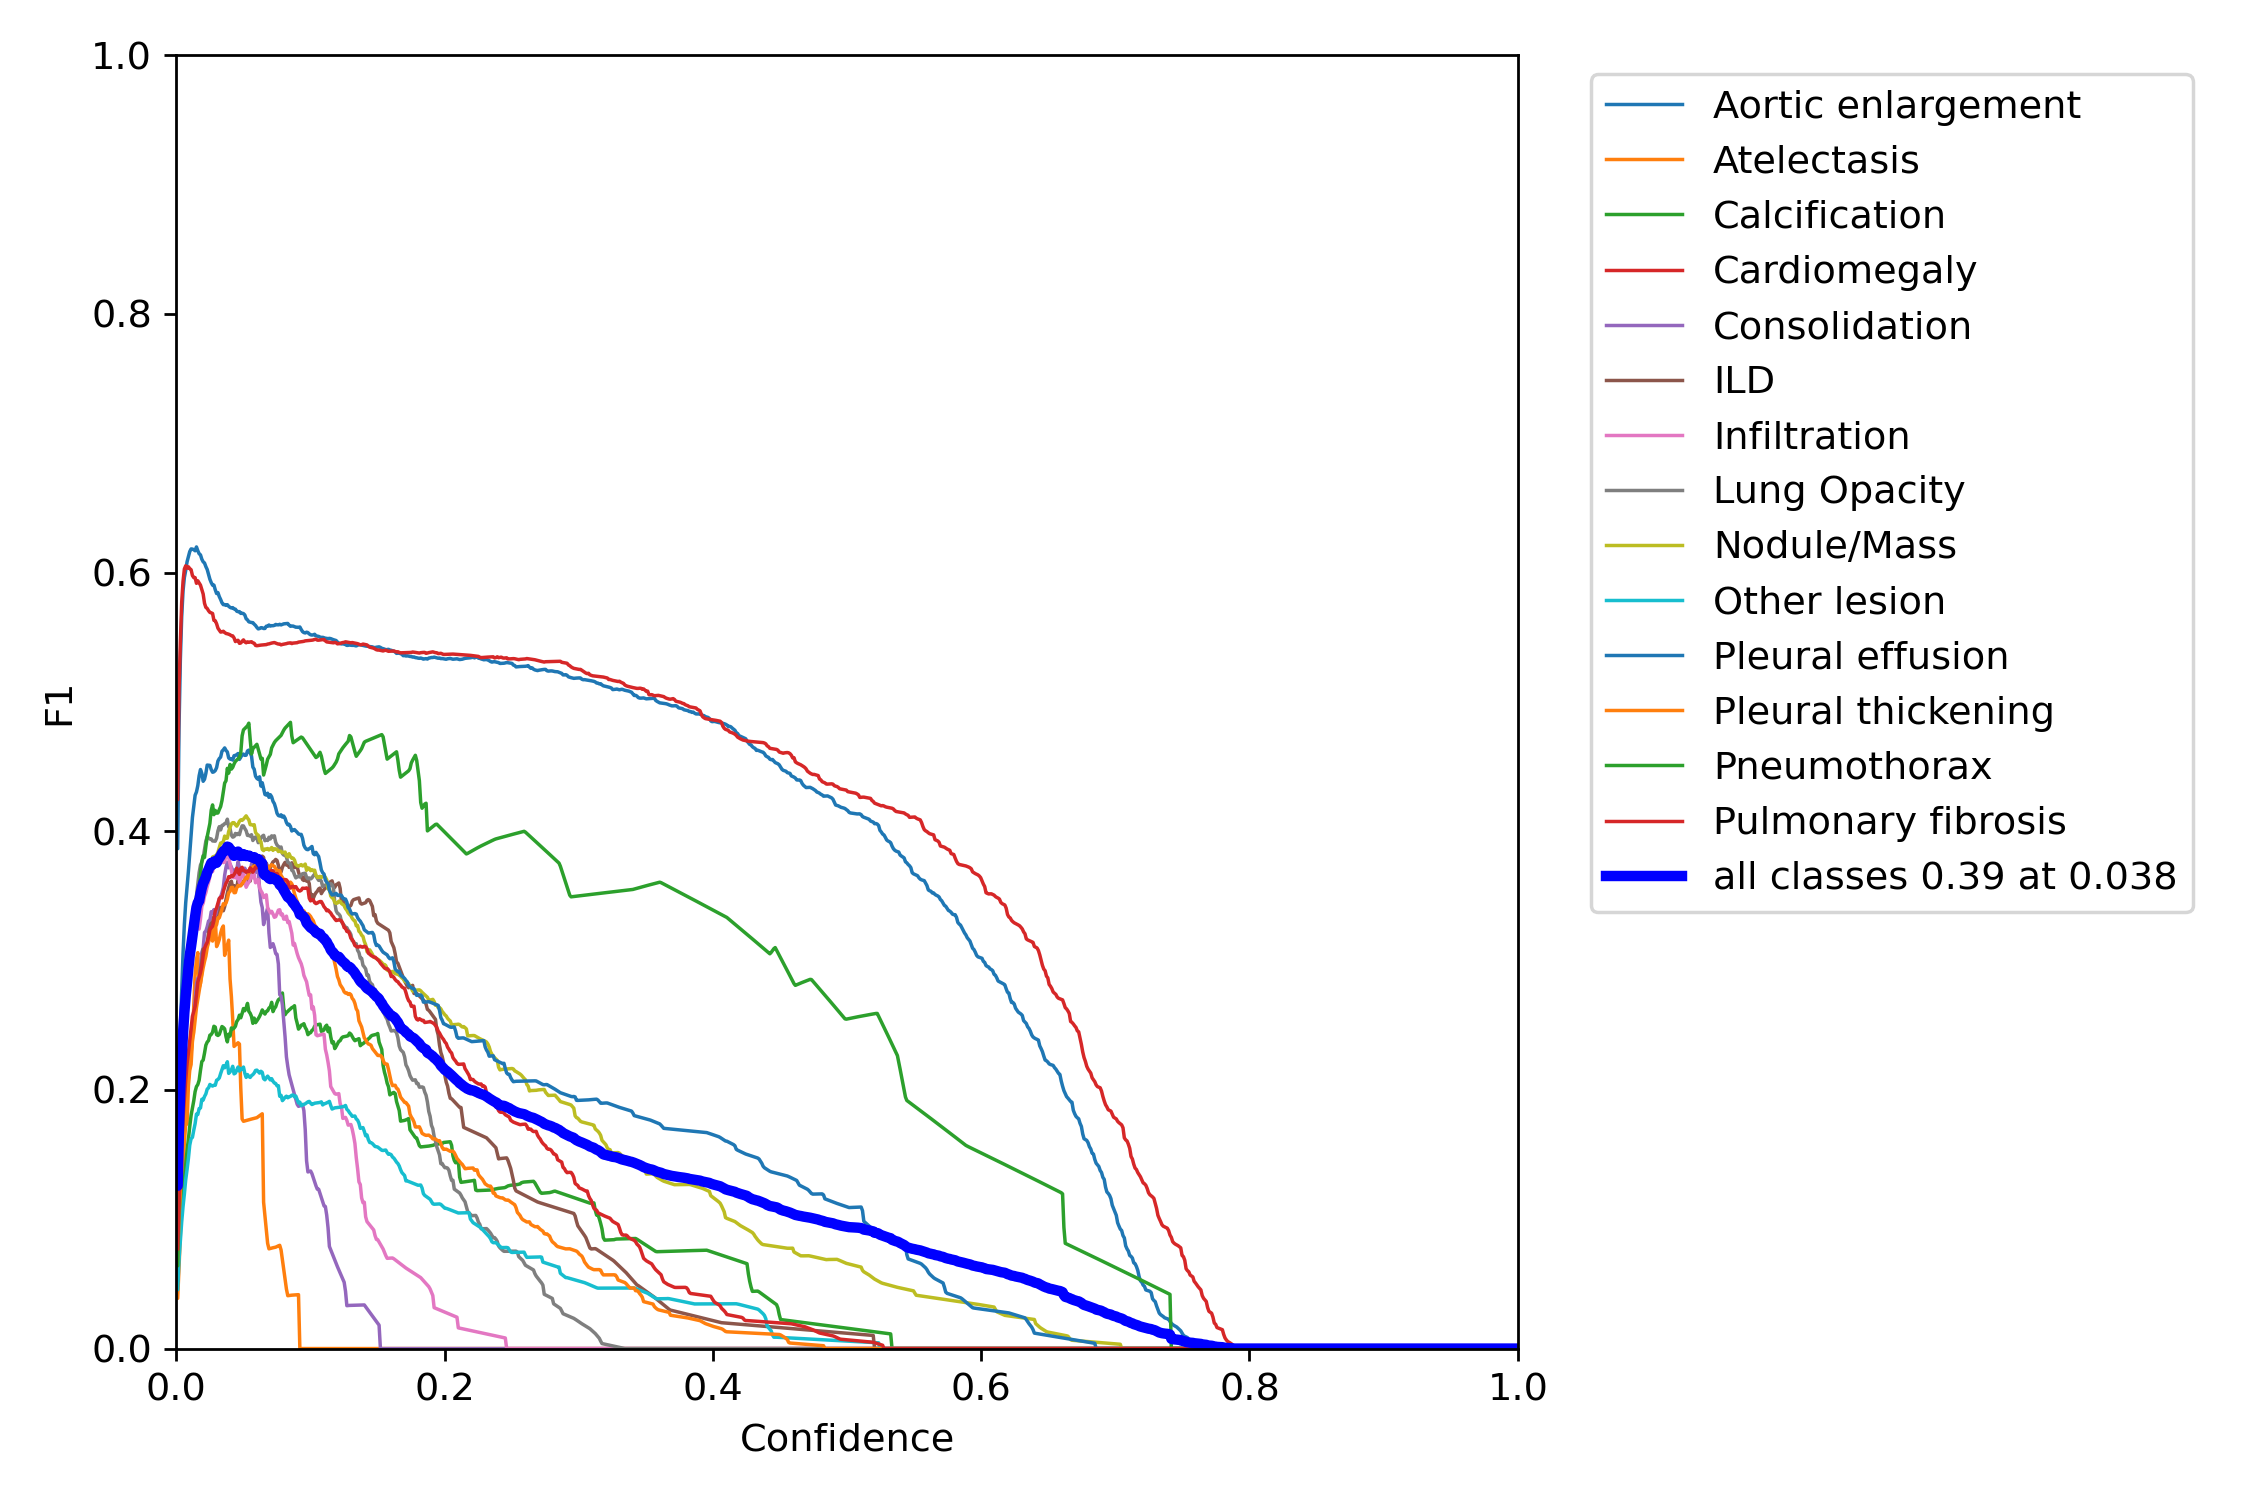 1.0
0.8
0.6
0.4
0.2
0.0
F1
0.0 0.2 0.4 0.6 0.8 1.0
Confidence
Aortic enlargement
Atelectasis
Calcification
Cardiomegaly
Consolidation
ILD
Infiltration
Lung Opacity
Nodule/Mass
Other lesion
Pleural effusion
Pleural thickening
Pneumothorax
Pulmonary fibrosis
all classes 0.39 at 0.038